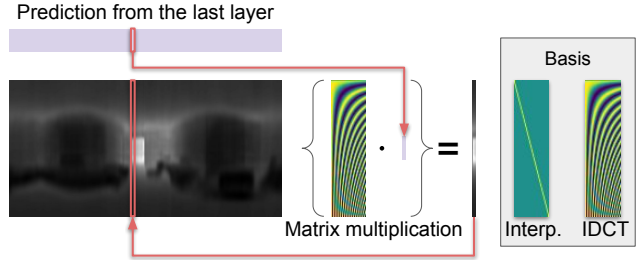 Prediction from the last layer
Basis
Matrix multiplication
Interp.
IDCT